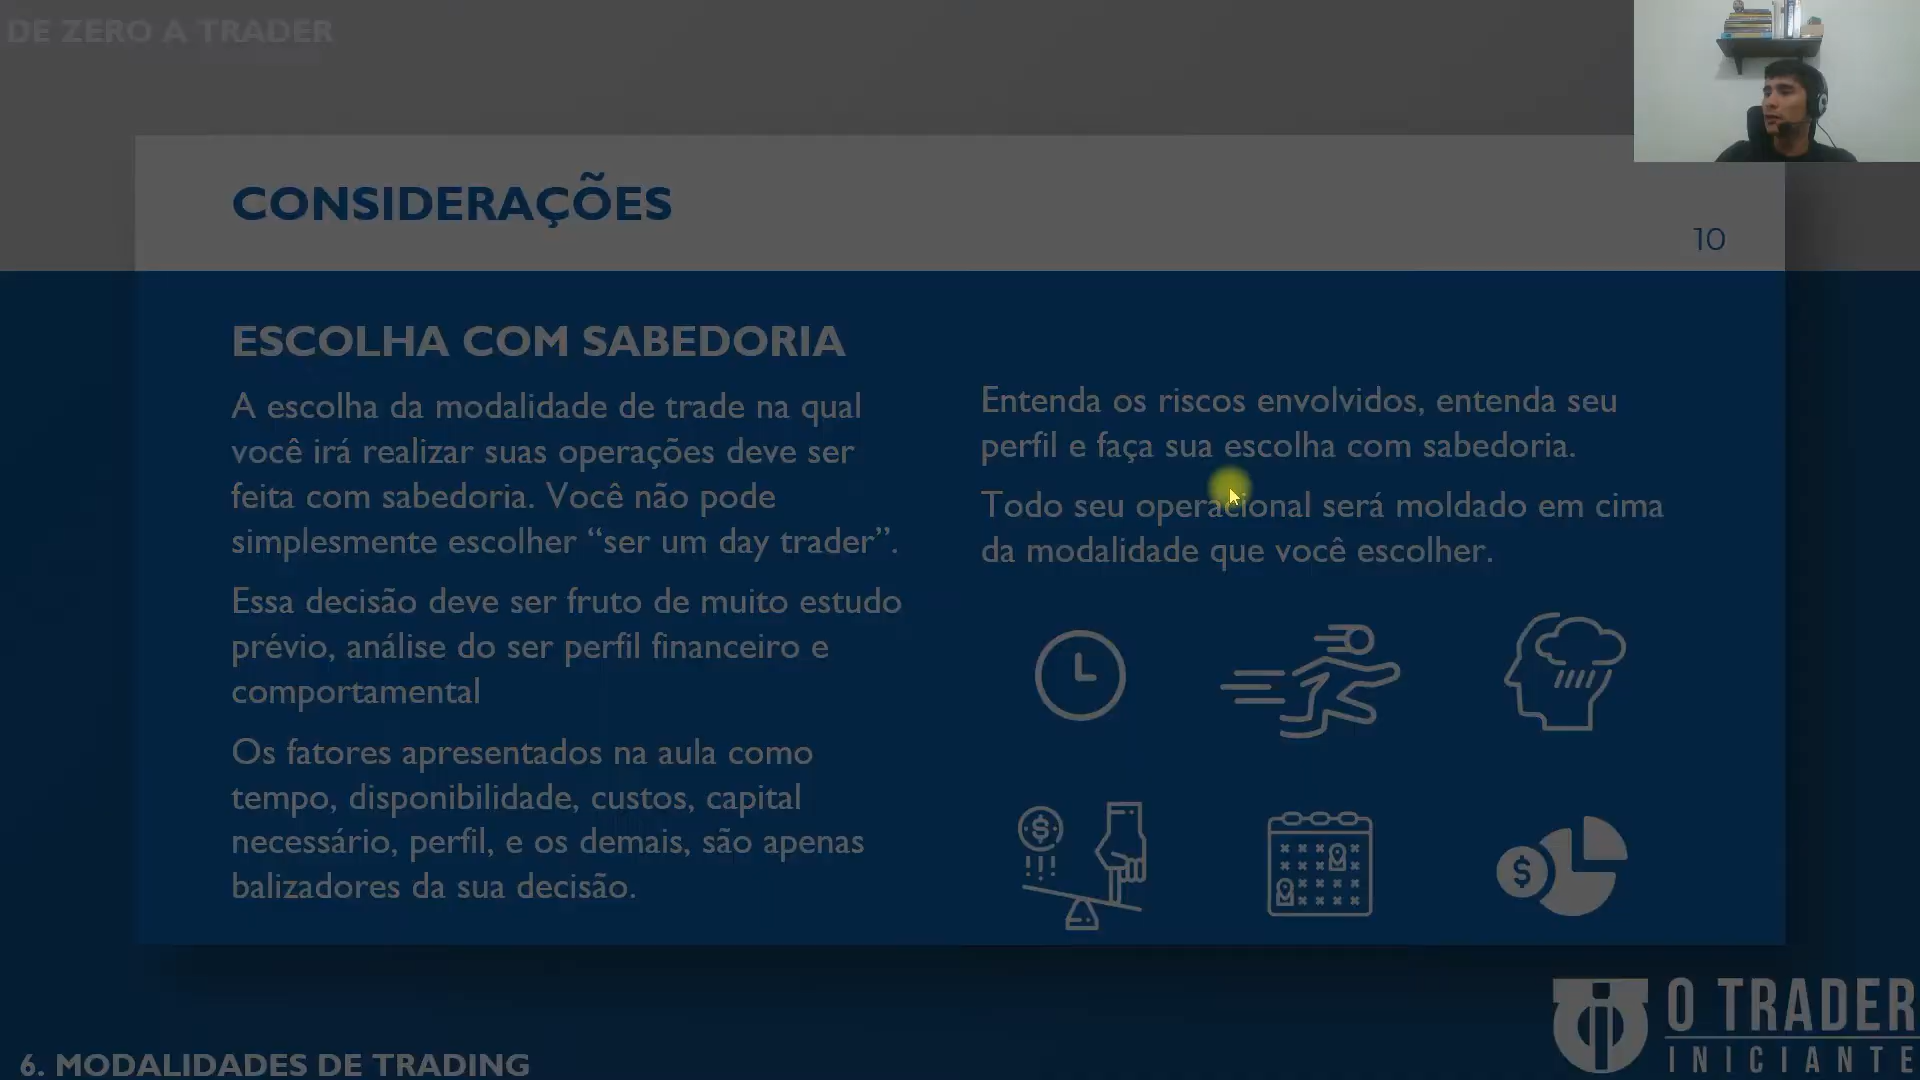 DE ZERO A TRADER
CONSIDERAÇÕES
10
ESCOLHA COM SABEDORIA
A escolha da modalidade de trade na qual
você irá realizar suas operações deve ser
feita com sabedoria. Você não pode
simplesmente escolher “ser um day trader”.
Essa decisão deve ser fruto de muito estudo
prévio, análise do ser perfil financeiro e
comportamental
Os fatores apresentados na aula como
tempo, disponibilidade, custos, capital
necessário, perfil, e os demais, são apenas
balizadores da sua decisão.
Entenda os riscos envolvidos, entenda seu
perfil e faça sua escolha com sabedoria.
Todo seu operacional será moldado em cima
da modalidade que você escolher.
6. MODALIDADES DE TRADING
O TRADER
INICIANTE